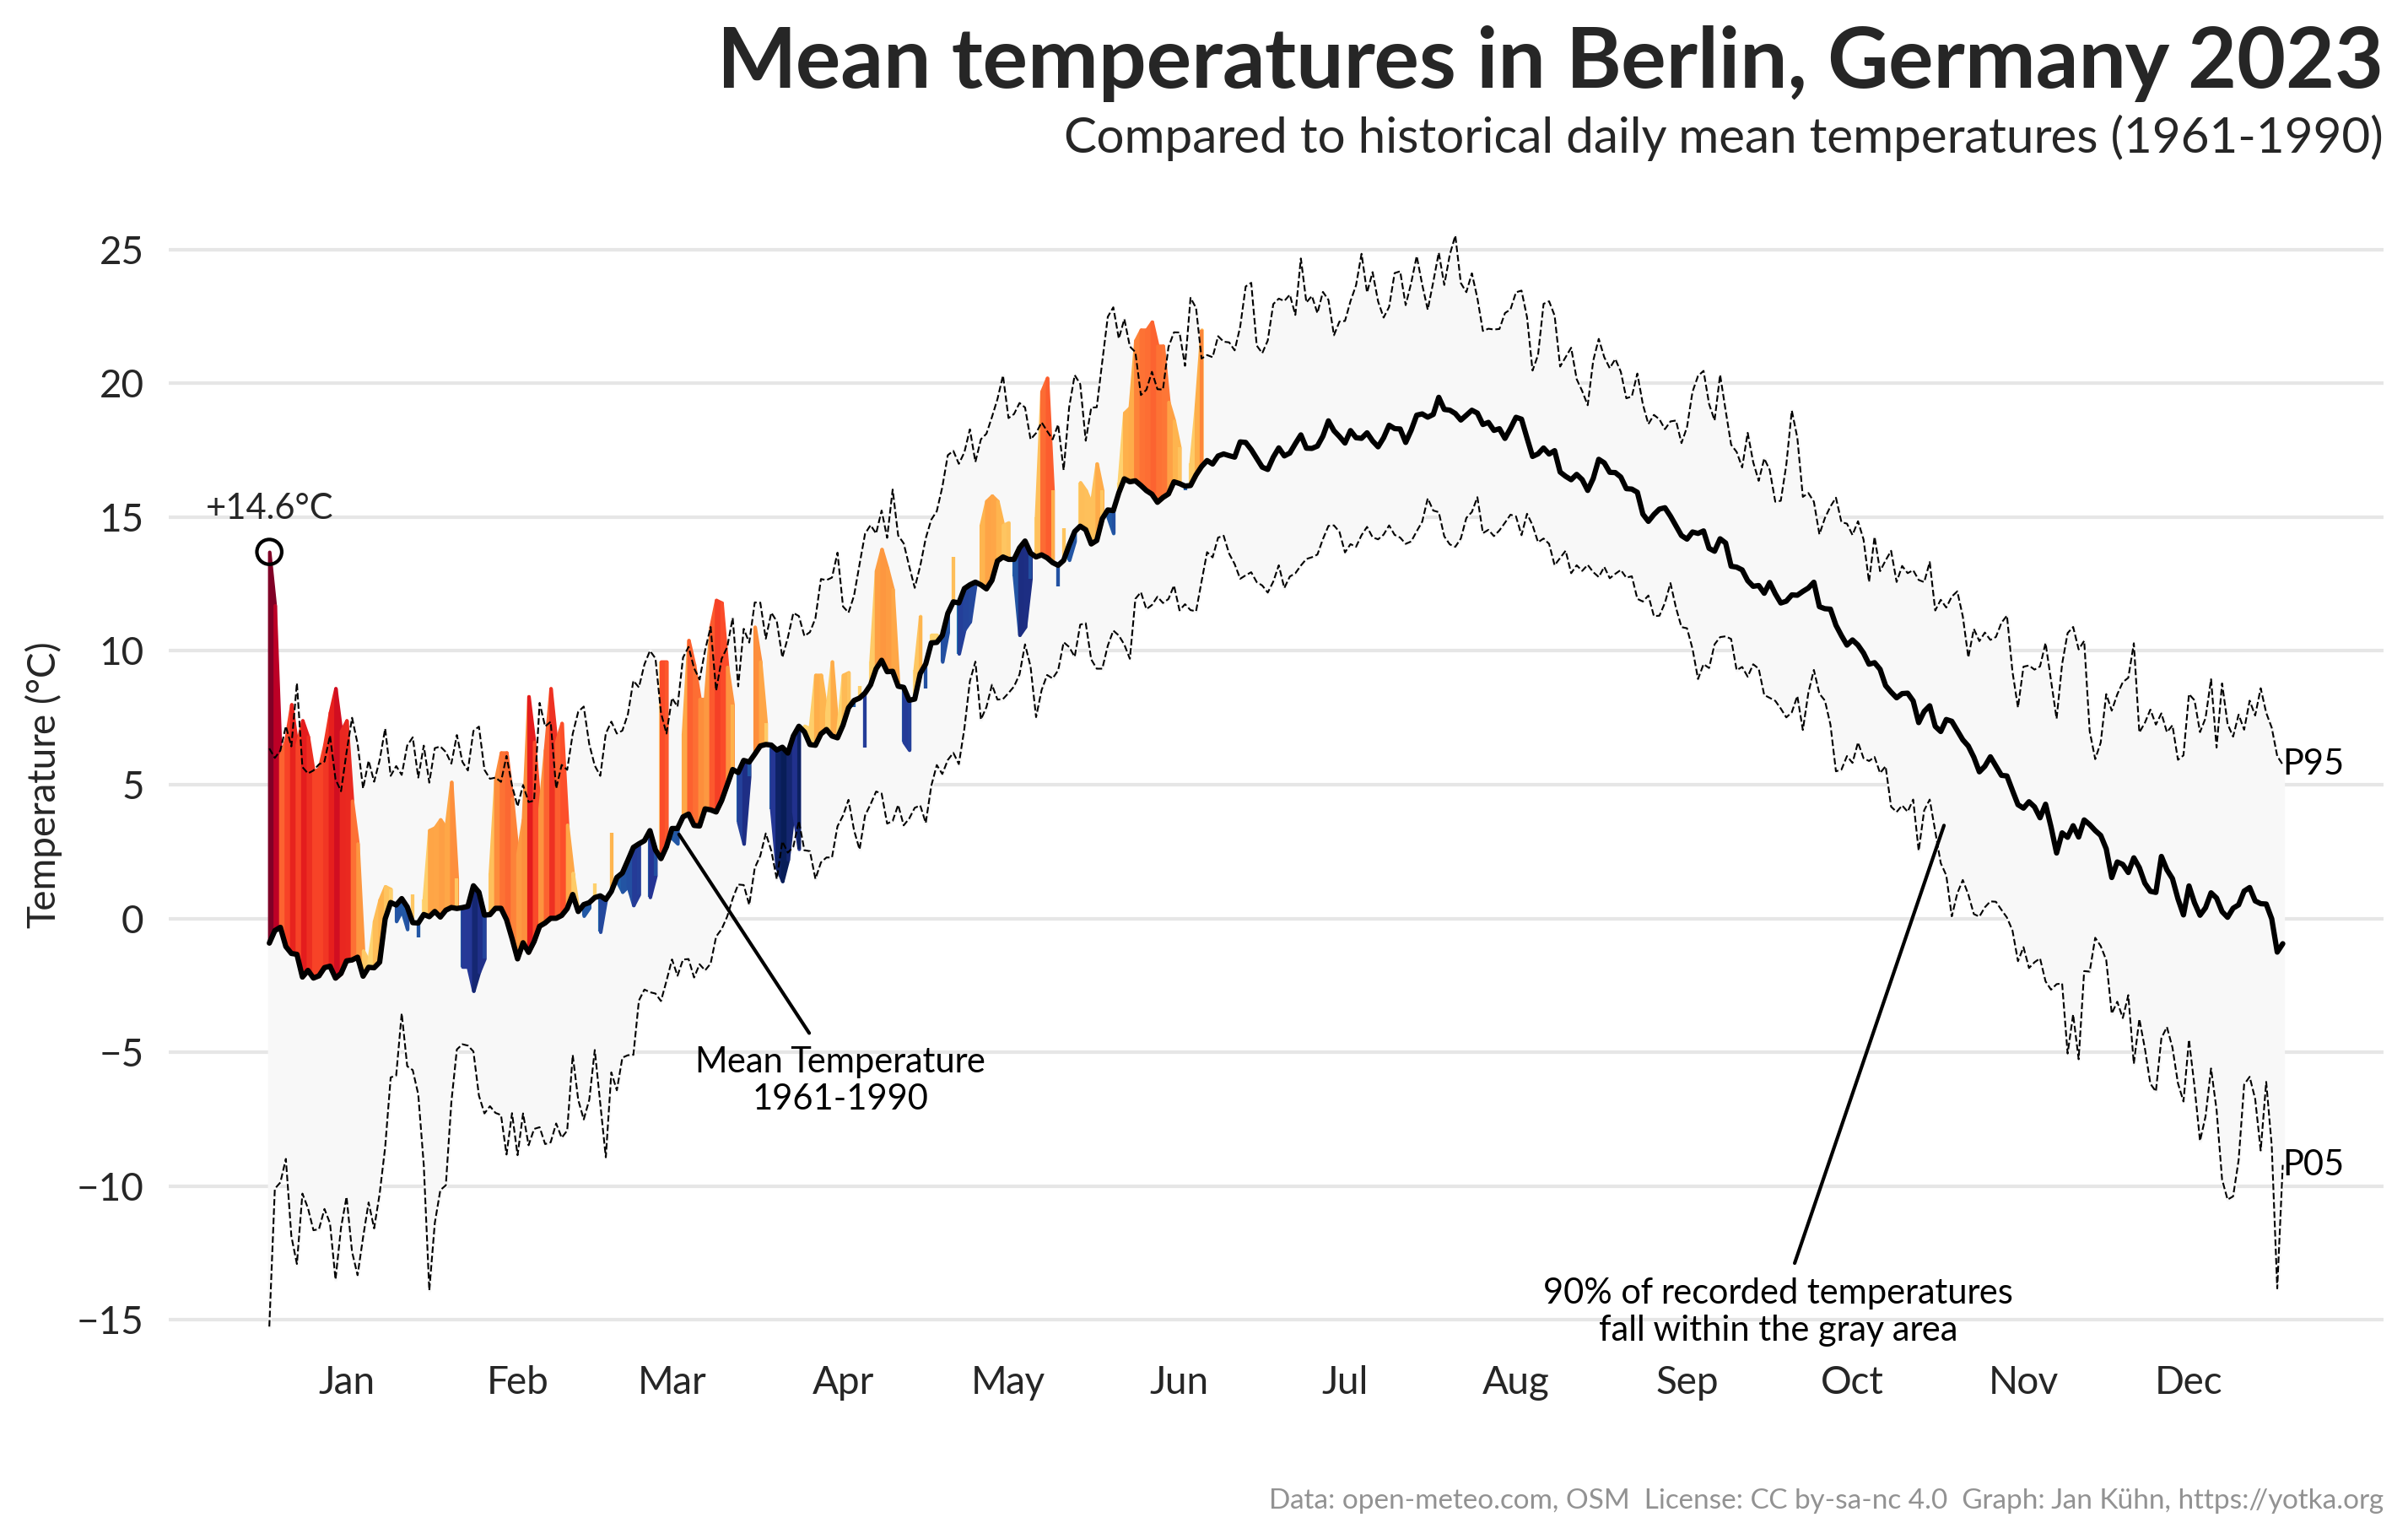 Mean temperatures in Berlin, Germany 2023
Compared to historical daily mean temperatures (1961-1990)
25
20
+14.6°C
15
10
5
0
−5
−10
−15
Temperature (°C)
P95
P05
Mean Temperature
1961-1990
90% of recorded temperatures
fall within the gray area
Jan Feb Mar Apr May Jun Jul Aug Sep Oct Nov Dec
Data: open-meteo.com, OSM  License: CC by-sa-nc 4.0  Graph: Jan Kühn, https://yotka.org